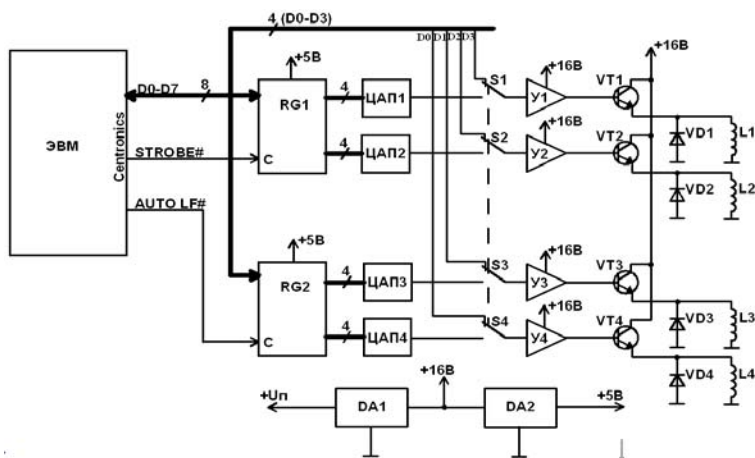 4 (D0-D3)
D0 D1 D2 D3
+5В
D0-D7 8
ЭВМ
Centronics
STROBE#
AUTO LF#
RG1
C
4 ЦАП1
4 ЦАП2
S1
S2
+16В
У1
+16В
У2
VT1
VT2
+16В
VD1
L1
VD2
L2
+5В
RG2
C
4 ЦАП3
4 ЦАП4
S3
S4
+16В
У3
+16В
У4
VT3
VT4
VD3
L3
VD4
L4
+Uп
DA1
+16В
DA2
+5В